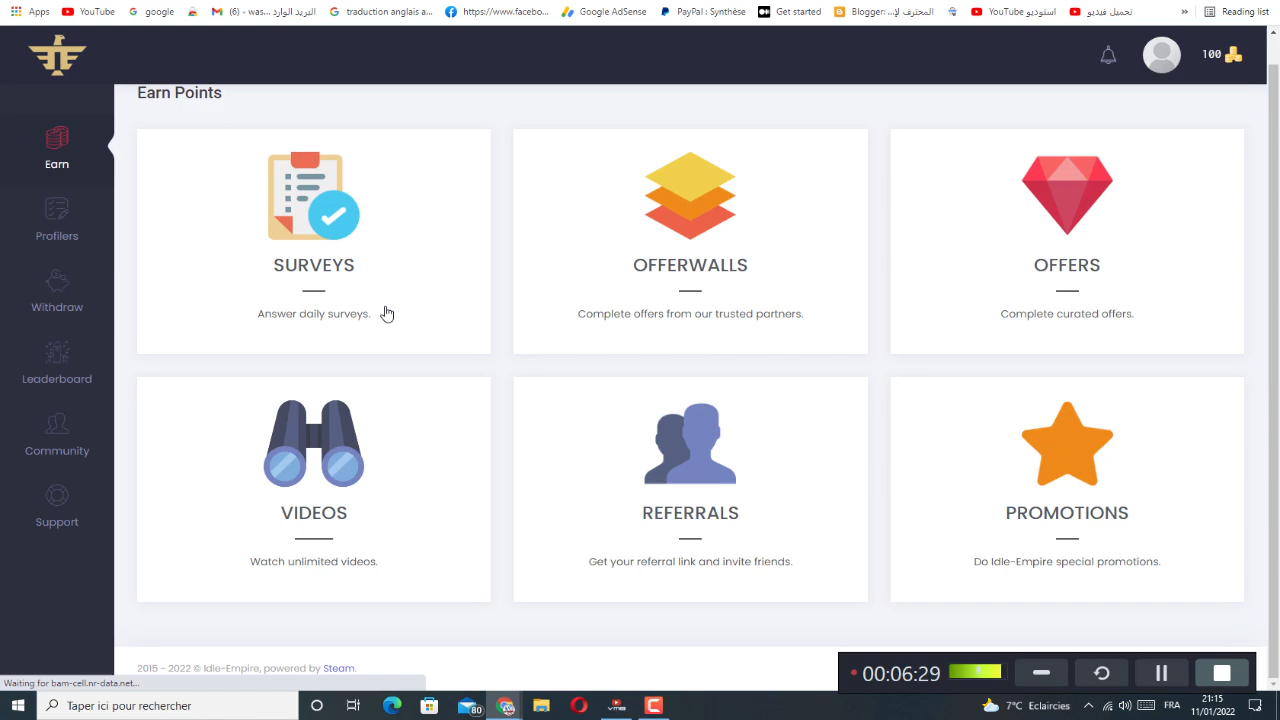 Apps YouTube google البريد الوارد (6) - was... traduction anglais a... https://www.facebo... Google AdSense PayPal : Synthèse Get started Blogger: المحترف لإ... YouTube استوديو تحميل فيديو » Reading list
100
Earn Points
Earn
Profilers
Withdraw
Leaderboard
Community
Support
SURVEYS
Answer daily surveys.
OFFERWALLS
Complete offers from our trusted partners.
OFFERS
Complete curated offers.
VIDEOS
Watch unlimited videos.
REFERRALS
Get your referral link and invite friends.
PROMOTIONS
Do Idle-Empire special promotions.
2015 - 2022 © Idle-Empire, powered by Steam.
Waiting for bam-cell.nr-data.net...
00:06:29
Taper ici pour rechercher
80
7°C Eclaircies
FRA
21:15
11/01/2022